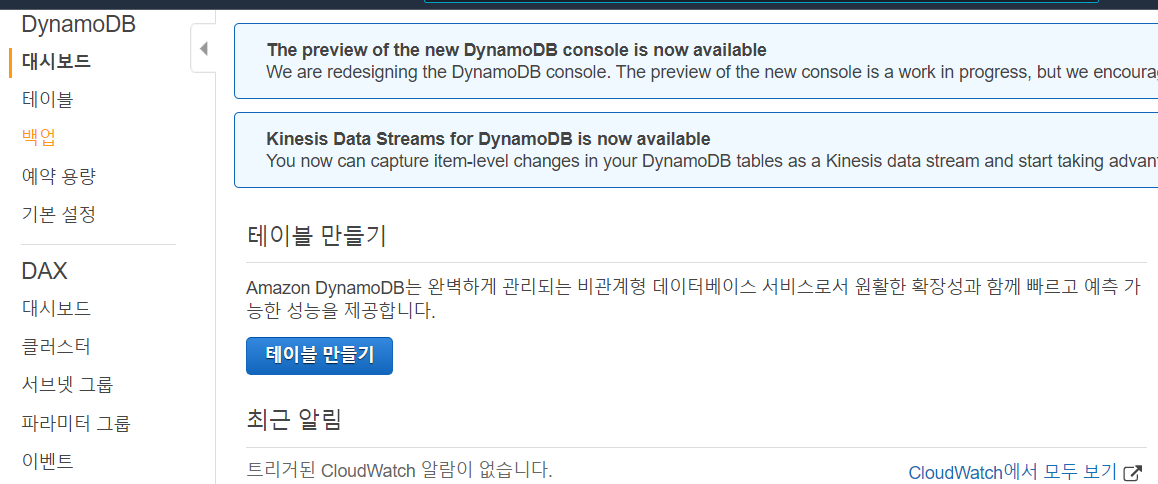 DynamoDB
대시보드
테이블
백업
예약 용량
기본 설정
DAX
대시보드
클러스터
서브넷 그룹
파라미터 그룹
이벤트
The preview of the new DynamoDB console is now available
We are redesigning the DynamoDB console. The preview of the new console is a work in progress, but we encoura
Kinesis Data Streams for DynamoDB is now available
You now can capture item-level changes in your DynamoDB tables as a Kinesis data stream and start taking advan
테이블 만들기
Amazon DynamoDB는 완벽하게 관리되는 비관계형 데이터베이스 서비스로서 원활한 확장성과 함께 빠르고 예측 가
능한 성능을 제공합니다.
테이블 만들기
최근 알림
트리거된 CloudWatch 알람이 없습니다.
CloudWatch에서 모두 보기